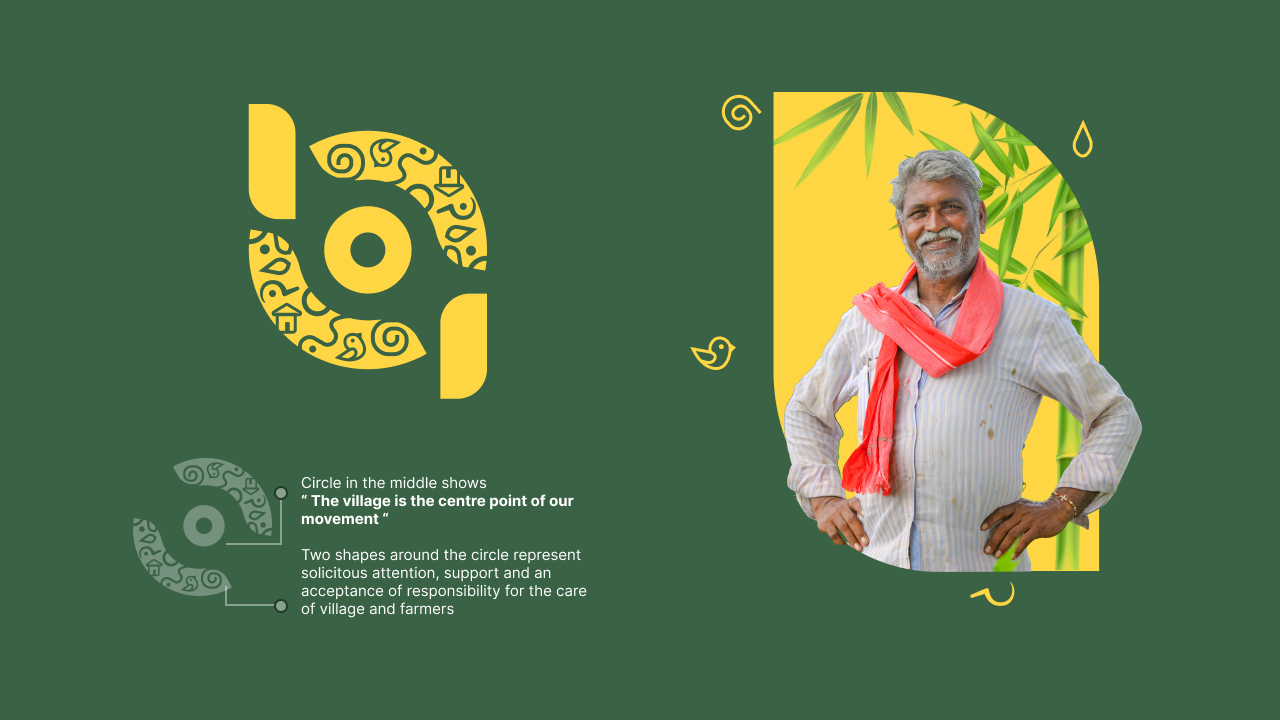 Circle in the middle shows
“ The village is the centre point of our
movement “
Two shapes around the circle represent
solicitous attention, support and an
acceptance of responsibility for the care
of village and farmers